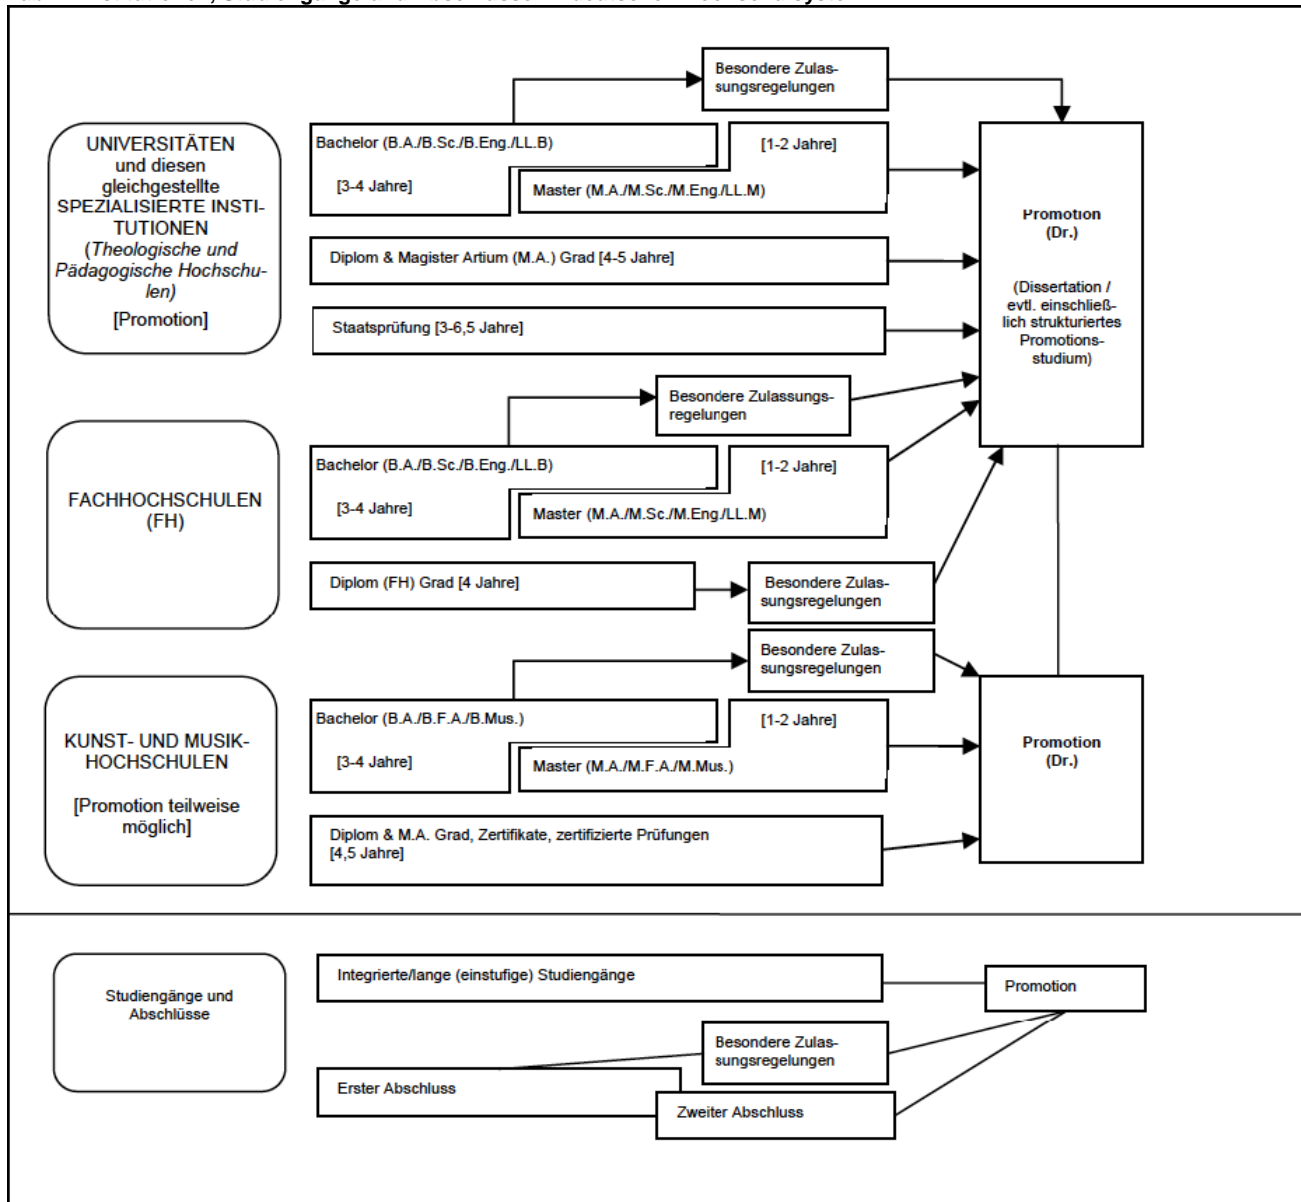 Besondere Zulas-
sungsregelungen
UNIVERSITÄTEN
und diesen
gleichgestellte
SPEZIALISIERTE INSTI-
TUTIONEN
(Theologische und
Pädagogische Hochschu-
len)
[Promotion]
Bachelor (B.A./B.Sc./B.Eng./LL.B)
[1-2 Jahre]
[3-4 Jahre]
Master (M.A./M.Sc./M.Eng./LL.M)
Diplom & Magister Artium (M.A.) Grad [4-5 Jahre]
Staatsprüfung [3-6,5 Jahre]
Promotion
(Dr.)
(Dissertation /
evtl. einschließ-
lich strukturiertes
Promotions-
studium)
Besondere Zulassungs-
regelungen
FACHHOCHSCHULEN
(FH)
Bachelor (B.A./B.Sc./B.Eng./LL.B)
[1-2 Jahre]
[3-4 Jahre]
Master (M.A./M.Sc./M.Eng./LL.M)
Diplom (FH) Grad [4 Jahre]
Besondere Zulas-
sungsregelungen
Besondere Zulas-
sungsregelungen
KUNST- UND MUSIK-
HOCHSCHULEN
[Promotion teilweise
möglich]
Bachelor (B.A./B.F.A./B.Mus.)
[1-2 Jahre]
[3-4 Jahre]
Master (M.A./M.F.A./M.Mus.)
Diplom & M.A. Grad, Zertifikate, zertifizierte Prüfungen
[4,5 Jahre]
Promotion
(Dr.)
Studiengänge und
Abschlüsse
Integrierte/lange (einstufige) Studiengänge
Promotion
Besondere Zulas-
sungsregelungen
Erster Abschluss
Zweiter Abschluss